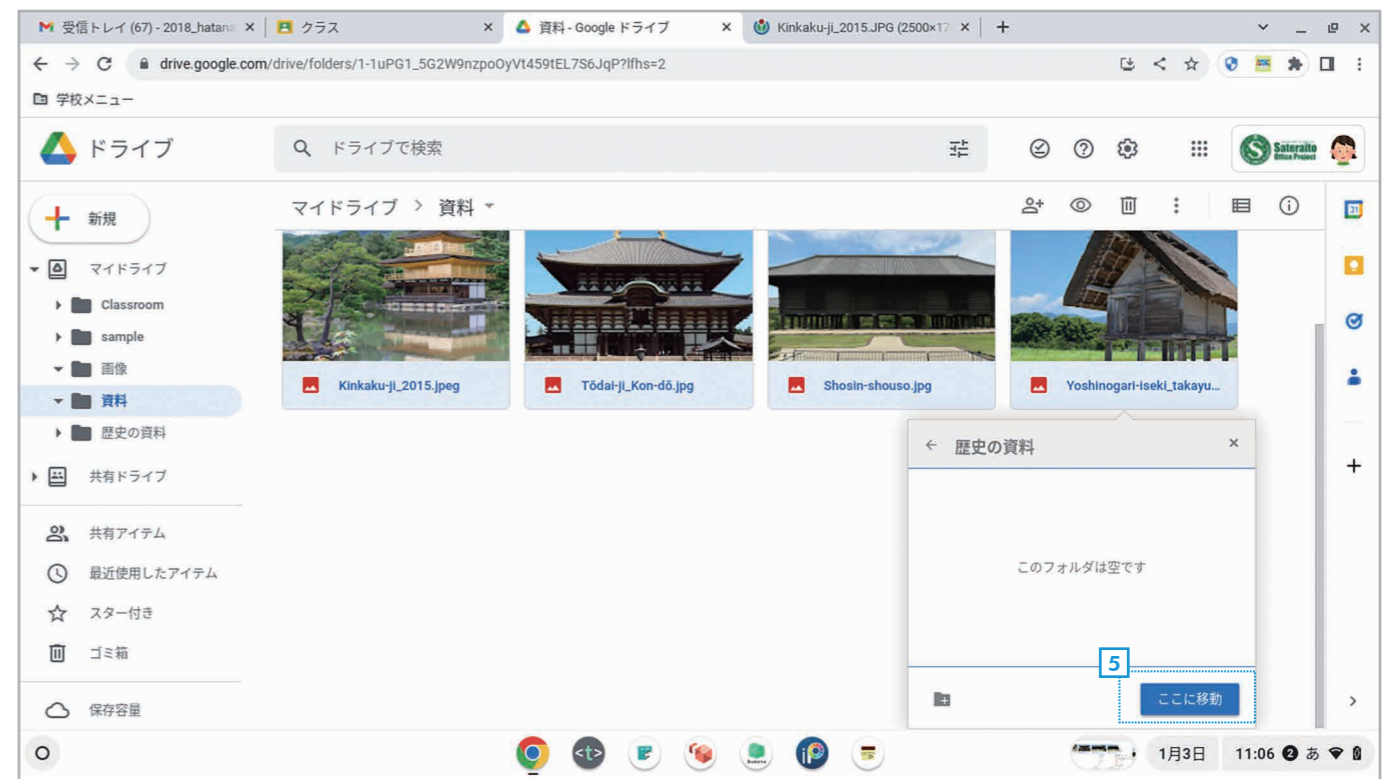 受信トレイ (67) - 2018_hatana
クラス
資料 - Google ドライブ
Kinkaku-ji_2015.JPG (2500×17
drive.google.com/drive/folders/1-1uPG1_5G2W9nzpoOyVt459tEL7S6JqP?lfhs=2
学校メニュー
ドライブ
ドライブで検索
Sateraito
Office Project
新規
マイドライブ > 資料
31
マイドライブ
Classroom
sample
画像
資料
歴史の資料
共有ドライブ
共有アイテム
最近使用したアイテム
スター付き
ゴミ箱
保存容量
Kinkaku-ji_2015.jpeg
Tōdai-ji_Kon-dō.jpg
Shosin-shouso.jpg
Yoshinogari-iseki_takayu...
歴史の資料
このフォルダは空です
5
ここに移動
<t>
1月3日
11:06
2
あ